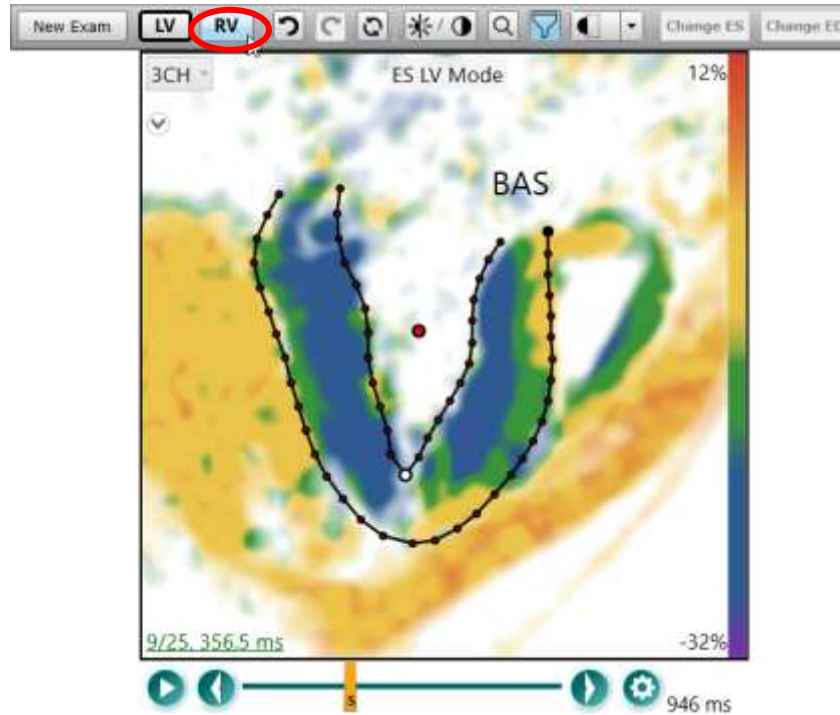 New Exam LV RV Change ES Change ED
3CH ES LV Mode 12%
BAS
9/25, 356.5 ms -32%
S
946 ms